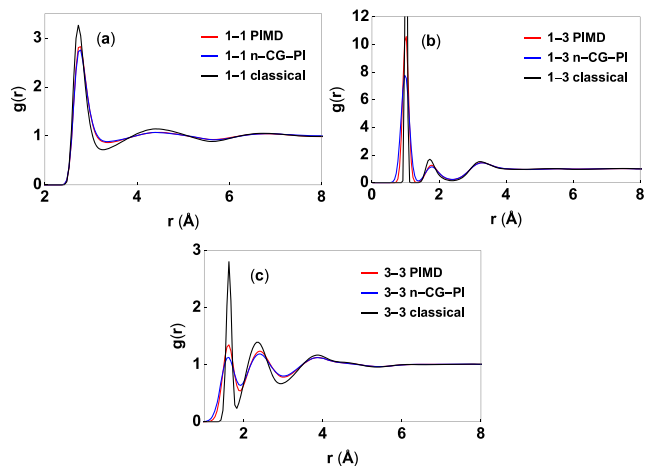 (a)
1–1 PIMD
1–1 n–CG–PI
1–1 classical
g(r)
3
2
1
0
2 4 6 8
r (Å)
(b)
1–3 PIMD
1–3 n–CG–PI
1–3 classical
g(r)
12
10
8
6
4
2
0
0 2 4 6 8
r (Å)
(c)
3–3 PIMD
3–3 n–CG–PI
3–3 classical
g(r)
3
2
1
0
2 4 6 8
r (Å)